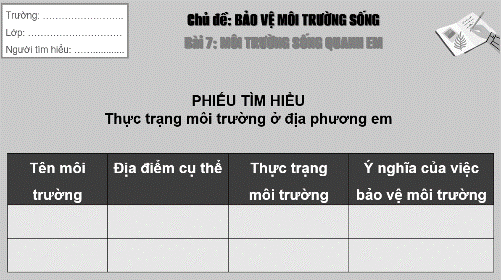 Trường: ..............................
Lớp: ...................................
Người tìm hiểu: ...................
Chủ đề: BẢO VỆ MÔI TRƯỜNG SỐNG
Bài 7: MÔI TRƯỜNG SỐNG QUANH EM
PHIẾU TÌM HIỂU
Thực trạng môi trường ở địa phương em
Tên môi trường
Địa điểm cụ thể
Thực trạng môi trường
Ý nghĩa của việc bảo vệ môi trường